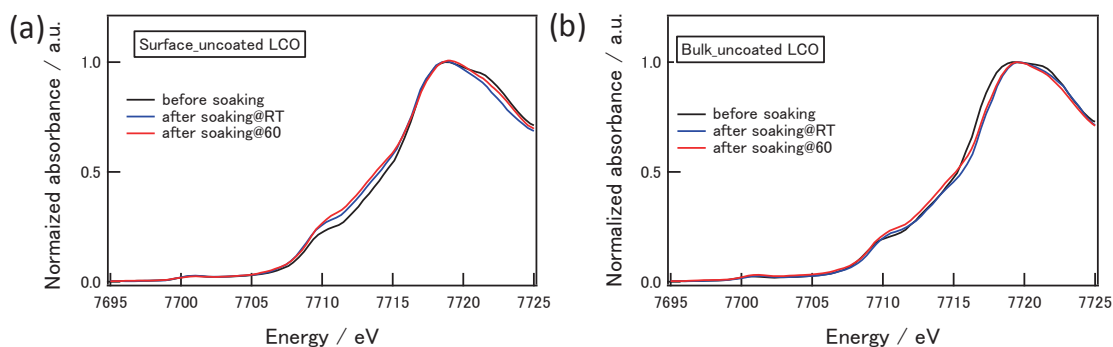 (a)
Surface_uncoated LCO
before soaking
after soaking@RT
after soaking@60
Normaized absorbance / a.u.
1.0
0.5
0.0
7695 7700 7705 7710 7715 7720 7725
Energy / eV
(b)
Bulk_uncoated LCO
before soaking
after soaking@RT
after soaking@60
Normalized absorbance / a.u.
1.0
0.5
0.0
7695 7700 7705 7710 7715 7720 7725
Energy / eV